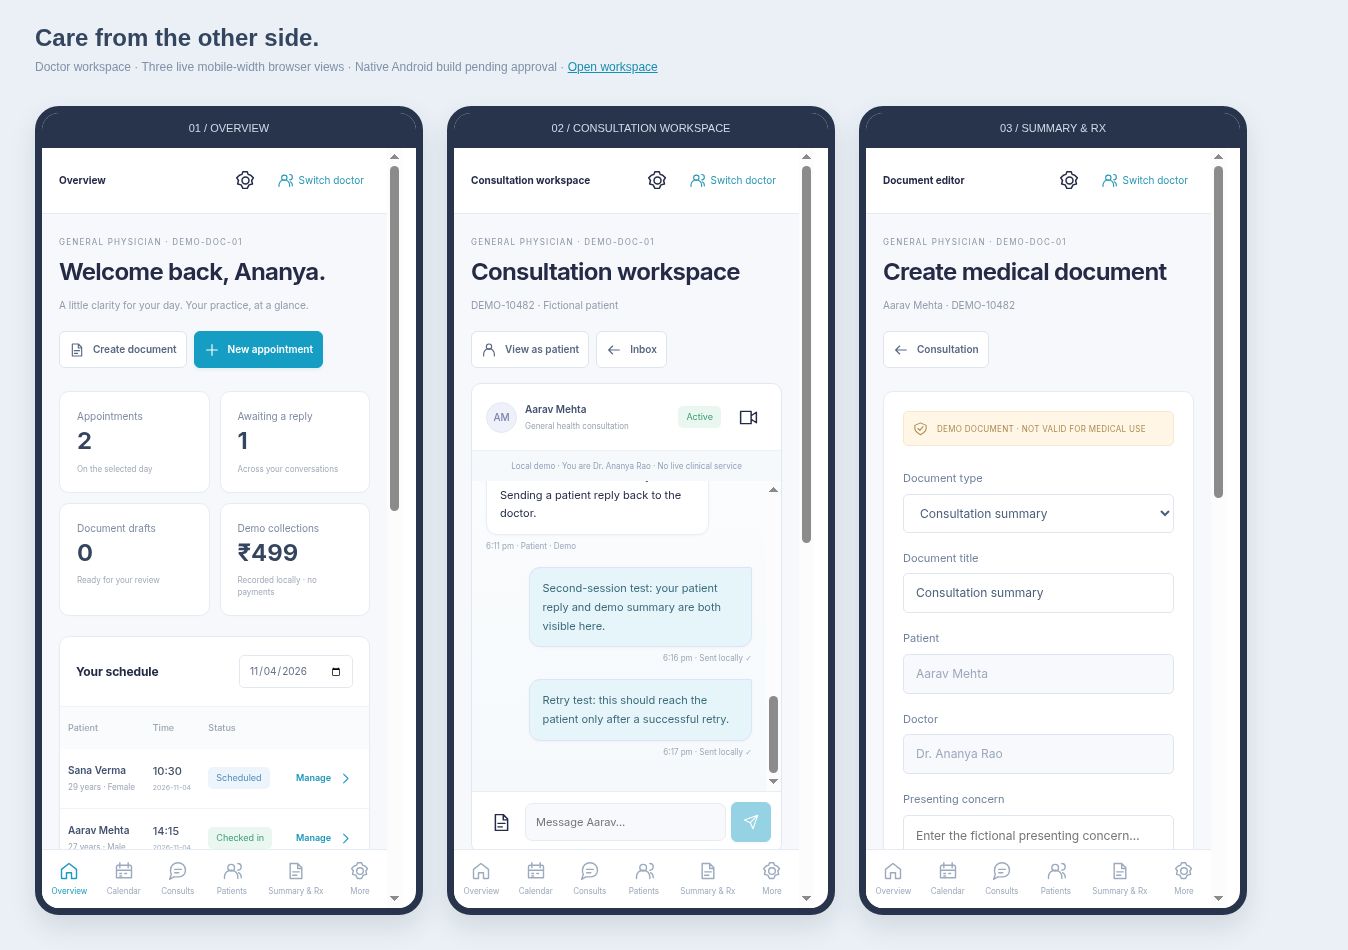 Care from the other side.
Doctor workspace · Three live mobile-width browser views · Native Android build pending approval · Open workspace
01 / OVERVIEW
Overview
Switch doctor
GENERAL PHYSICIAN · DEMO-DOC-01
Welcome back, Ananya.
A little clarity for your day. Your practice, at a glance.
Create document
New appointment
Appointments
2
On the selected day
Awaiting a reply
1
Across your conversations
Document drafts
0
Ready for your review
Demo collections
₹499
Recorded locally · no
payments
Your schedule
11/04/2026
Patient Time Status
Sana Verma 10:30 Scheduled Manage
29 years · Female 2026-11-04
Aarav Mehta 14:15 Checked in Manage
27 years · Male 2026-11-04
Overview Calendar Consults Patients Summary & Rx More
02 / CONSULTATION WORKSPACE
Consultation workspace
Switch doctor
GENERAL PHYSICIAN · DEMO-DOC-01
Consultation workspace
DEMO-10482 · Fictional patient
View as patient
Inbox
AM
Aarav Mehta
General health consultation
Active
Local demo · You are Dr. Ananya Rao · No live clinical service
Sending a patient reply back to the
doctor.
6:11 pm · Patient · Demo
Second-session test: your patient
reply and demo summary are both
visible here.
6:16 pm · Sent locally ✓
Retry test: this should reach the
patient only after a successful retry.
6:17 pm · Sent locally ✓
Message Aarav...
Overview Calendar Consults Patients Summary & Rx More
03 / SUMMARY & RX
Document editor
Switch doctor
GENERAL PHYSICIAN · DEMO-DOC-01
Create medical document
Aarav Mehta · DEMO-10482
Consultation
DEMO DOCUMENT · NOT VALID FOR MEDICAL USE
Document type
Consultation summary
Document title
Consultation summary
Patient
Aarav Mehta
Doctor
Dr. Ananya Rao
Presenting concern
Enter the fictional presenting concern...
Overview Calendar Consults Patients Summary & Rx More